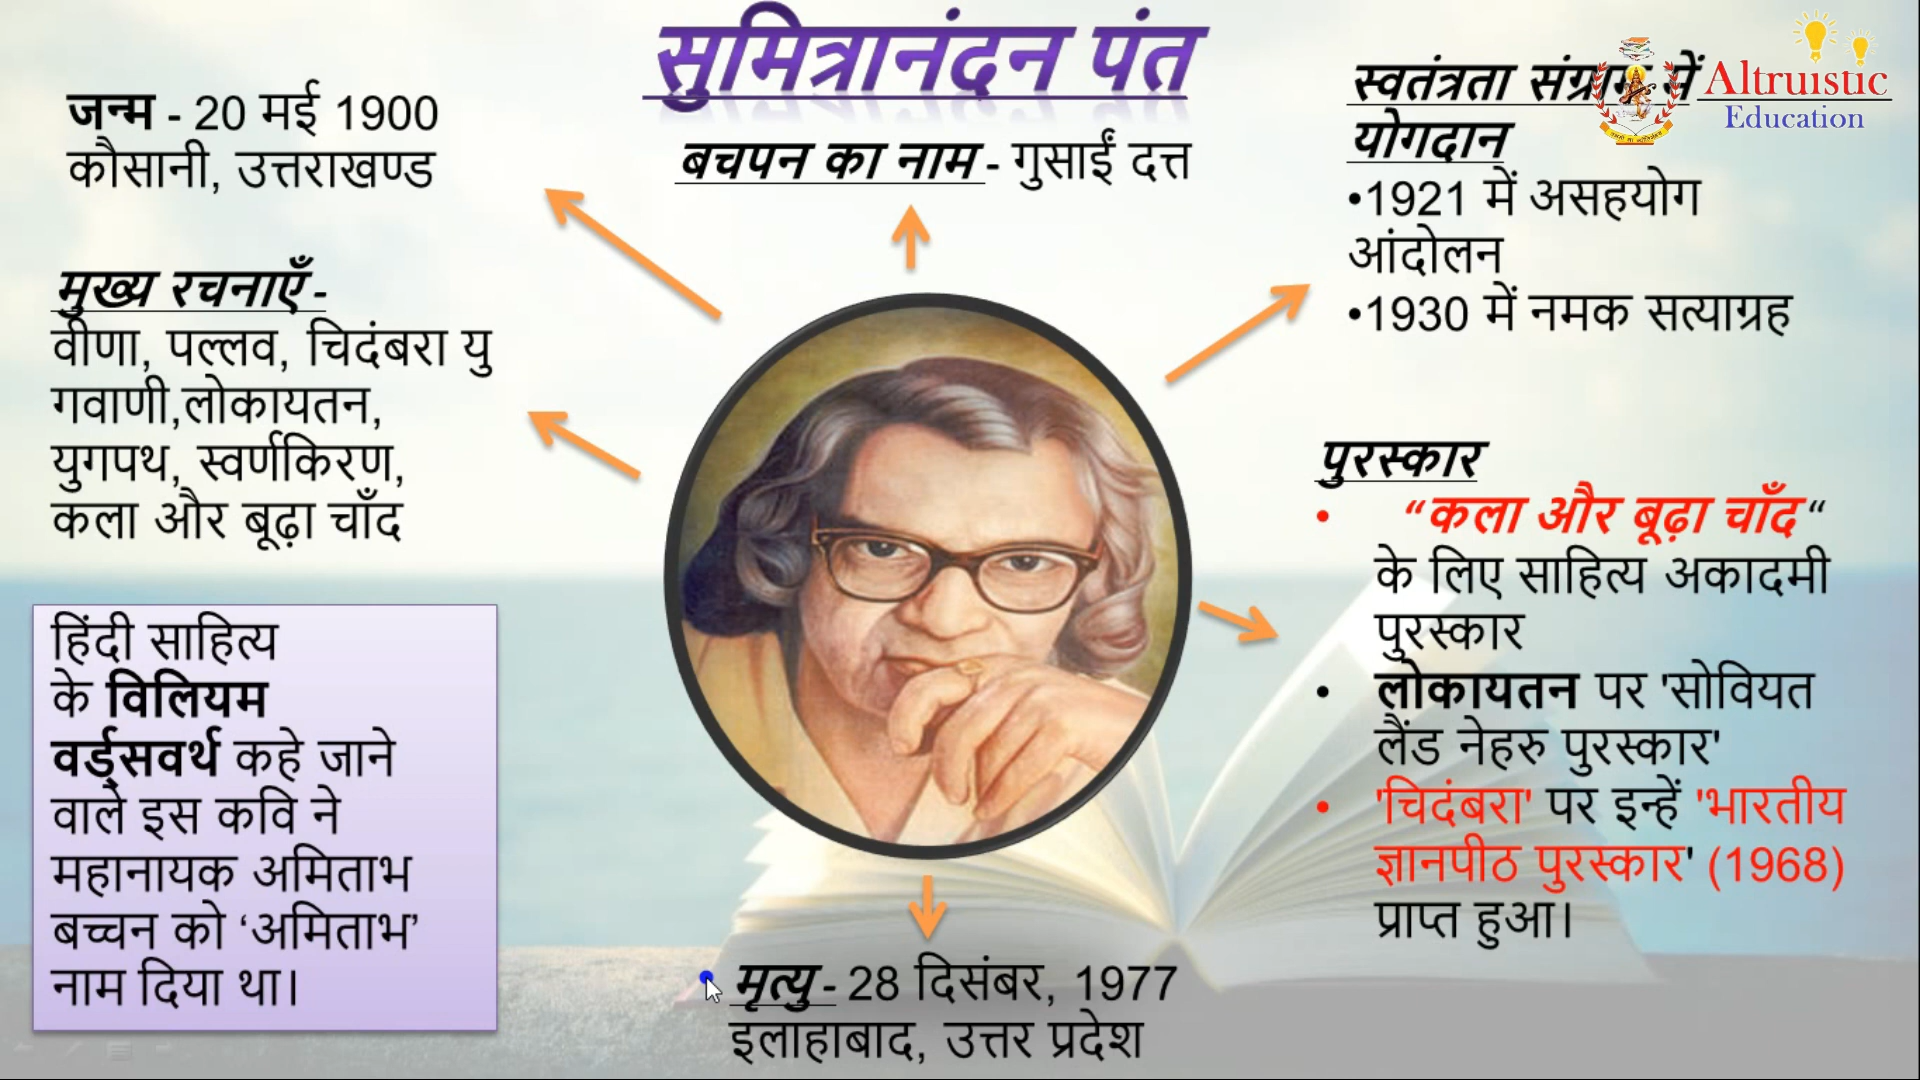 सुमित्रानंदन पंत
जन्म - 20 मई 1900
कौसानी, उत्तराखण्ड
बचपन का नाम - गुसाईं दत्त
स्वतंत्रता संग्राम में
योगदान
•1921 में असहयोग
आंदोलन
•1930 में नमक सत्याग्रह
Altruistic
Education
मुख्य रचनाएँ -
वीणा, पल्लव, चिदंबरा यु
गवाणी,लोकायतन,
युगपथ, स्वर्णकिरण,
कला और बूढ़ा चाँद
पुरस्कार
• “कला और बूढ़ा चाँद“
के लिए साहित्य अकादमी
पुरस्कार
• लोकायतन पर 'सोवियत
लैंड नेहरु पुरस्कार'
• 'चिदंबरा' पर इन्हें 'भारतीय
ज्ञानपीठ पुरस्कार' (1968)
प्राप्त हुआ।
हिंदी साहित्य
के विलियम
वर्ड्सवर्थ कहे जाने
वाले इस कवि ने
महानायक अमिताभ
बच्चन को ‘अमिताभ’
नाम दिया था।
• मृत्यु - 28 दिसंबर, 1977
इलाहाबाद, उत्तर प्रदेश